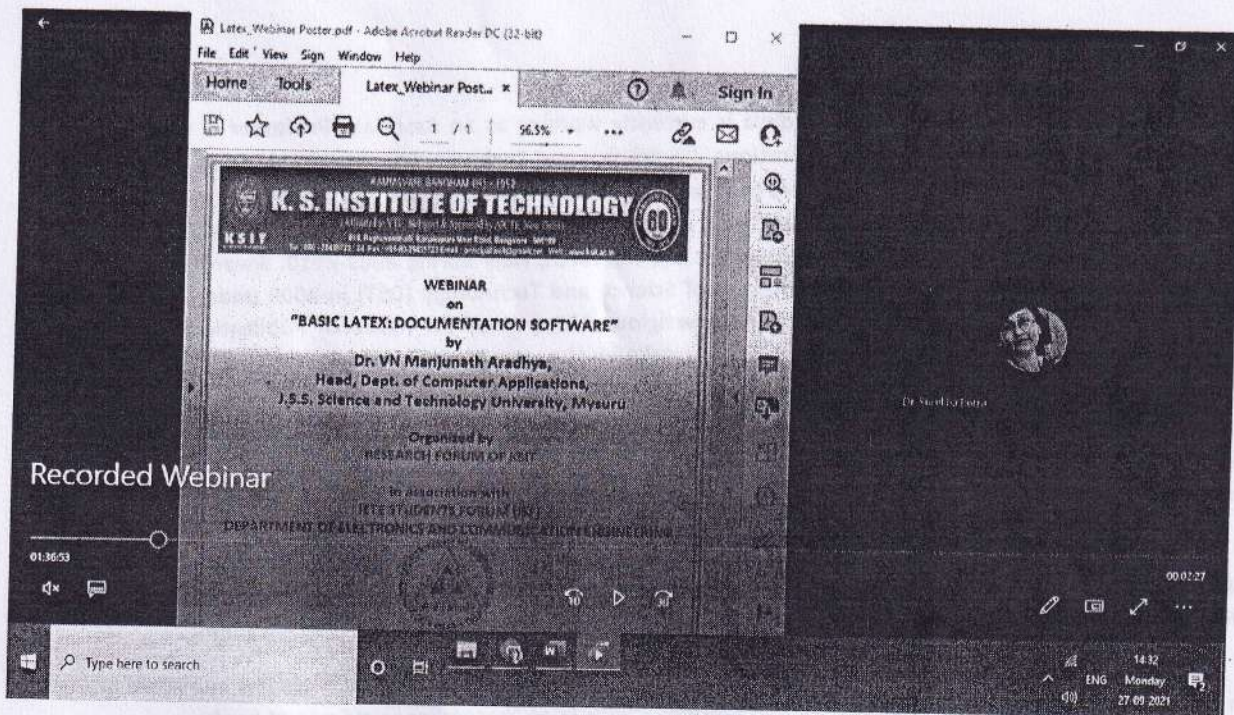 Latex_Webinar Poster.pdf - Adobe Acrobat Reader DC (32-bit)
File Edit View Sign Window Help
Home Tools Latex_Webinar Post... × Sign In
1 / 1 56.5%
K. S. INSTITUTE OF TECHNOLOGY
KSIT
60
WEBINAR
on
"BASIC LATEX: DOCUMENTATION SOFTWARE"
by
Dr. VN Manjunath Aradhya,
Head, Dept. of Computer Applications,
J.S.S. Science and Technology University, Mysuru
Organized by
RESEARCH FORUM OF KSIT
In association with
IETE STUDENTS FORUM
DEPARTMENT OF ELECTRONICS AND COMMUNICATION ENGINEERING
Recorded Webinar
01:36:53
00:02:27
10 30
Type here to search
14:32
ENG Monday
27-09-2021
2